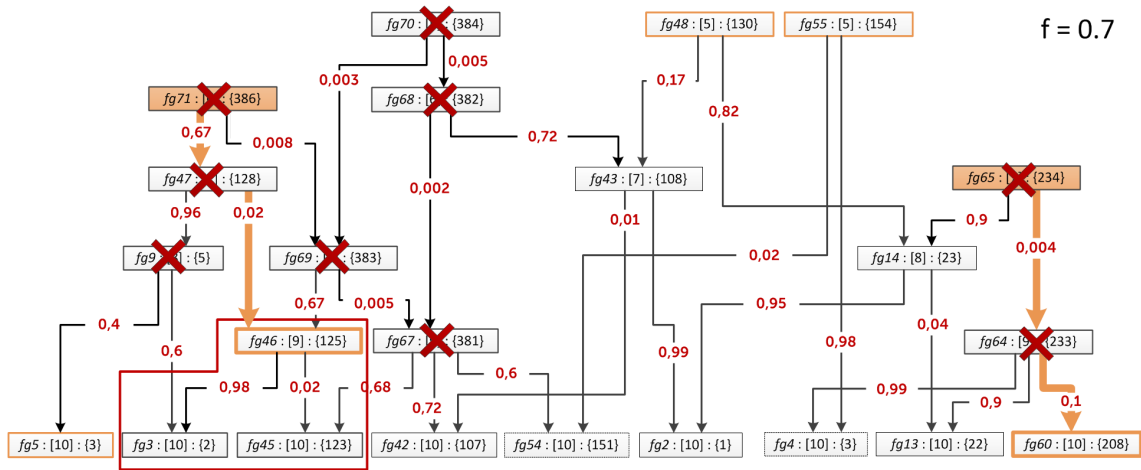 fg70 : {384}
fg48 : [5] : {130}
fg55 : [5] : {154}
f = 0.7
0,005
0,003
0,17
fg71 : {386}
fg68 : {382}
0,82
0,67
0,008
0,72
fg47 : {128}
fg43 : [7] : {108}
fg65 : {234}
0,002
0,96
0,02
0,01
0,9
0,004
fg9 : {5}
fg69 : {383}
0,02
fg14 : [8] : {23}
0,67
0,005
0,95
0,4
0,04
0,6
fg46 : [9] : {125}
fg67 : {381}
0,99
0,98
fg64 : {233}
0,98
0,02
0,68
0,6
0,99
0,72
0,9
0,1
fg5 : [10] : {3}
fg3 : [10] : {2}
fg45 : [10] : {123}
fg42 : [10] : {107}
fg54 : [10] : {151}
fg2 : [10] : {1}
fg4 : [10] : {3}
fg13 : [10] : {22}
fg60 : [10] : {208}